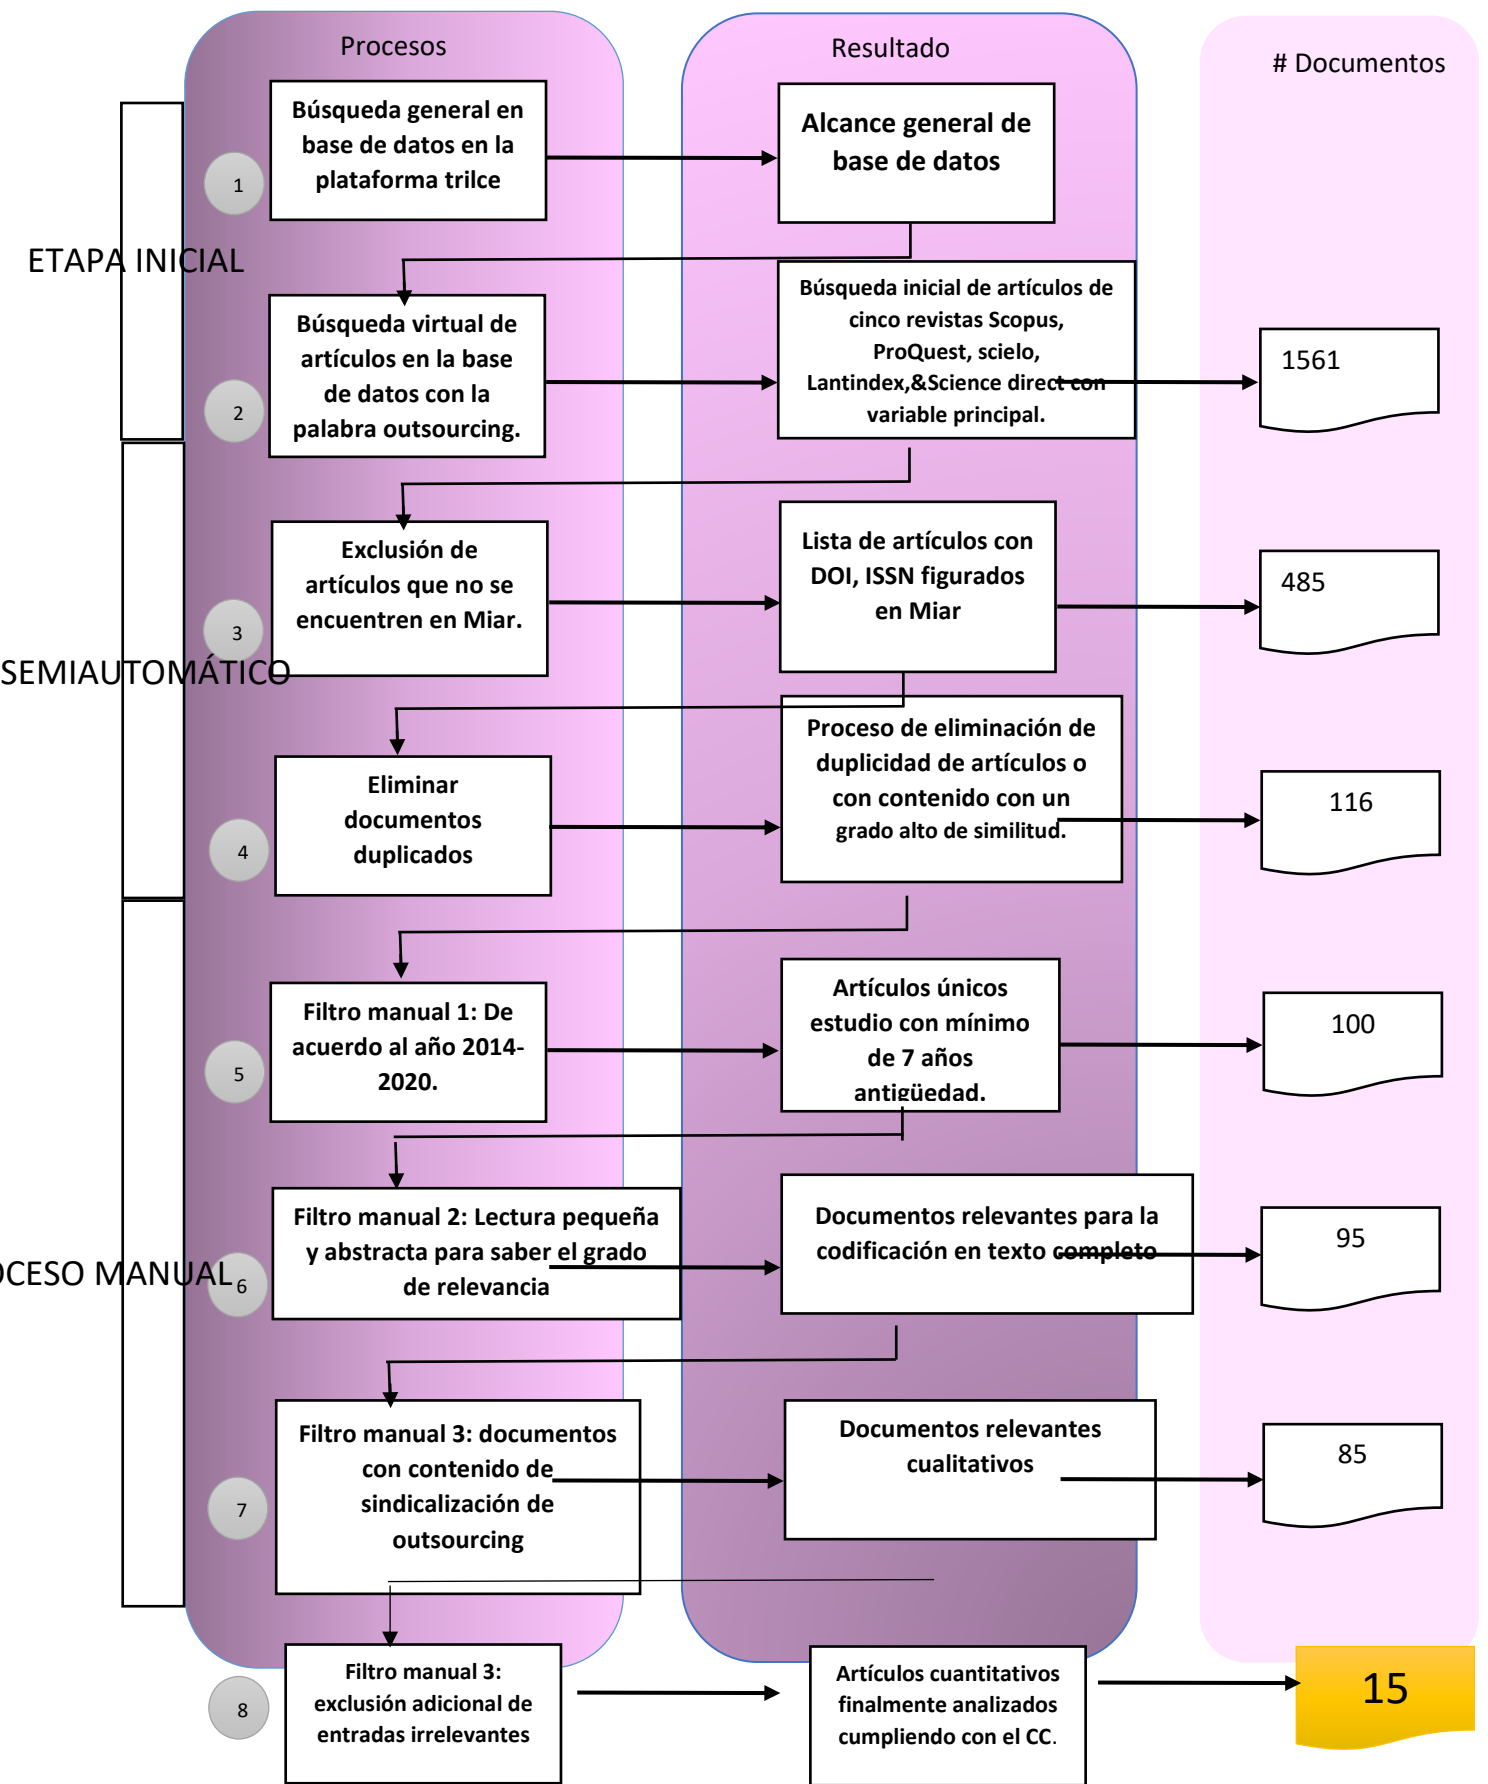 Procesos
Resultado
# Documentos
ETAPA INICIAL
1
Búsqueda general en
base de datos en la
plataforma trilce
Alcance general de
base de datos
2
Búsqueda virtual de
artículos en la base
de datos con la
palabra outsourcing.
Búsqueda inicial de artículos de
cinco revistas Scopus,
ProQuest, scielo,
Lantindex,&Science direct con
variable principal.
1561
SEMIAUTOMÁTICO
3
Exclusión de
artículos que no se
encuentren en Miar.
Lista de artículos con
DOI, ISSN figurados
en Miar
485
4
Eliminar
documentos
duplicados
Proceso de eliminación de
duplicidad de artículos o
con contenido con un
grado alto de similitud.
116
OCESO MANUAL
5
Filtro manual 1: De
acuerdo al año 2014-
2020.
Artículos únicos
estudio con mínimo
de 7 años
antigüedad.
100
6
Filtro manual 2: Lectura pequeña
y abstracta para saber el grado
de relevancia
Documentos relevantes para la
codificación en texto completo
95
7
Filtro manual 3: documentos
con contenido de
sindicalización de
outsourcing
Documentos relevantes
cualitativos
85
8
Filtro manual 3:
exclusión adicional de
entradas irrelevantes
Artículos cuantitativos
finalmente analizados
cumpliendo con el CC.
15